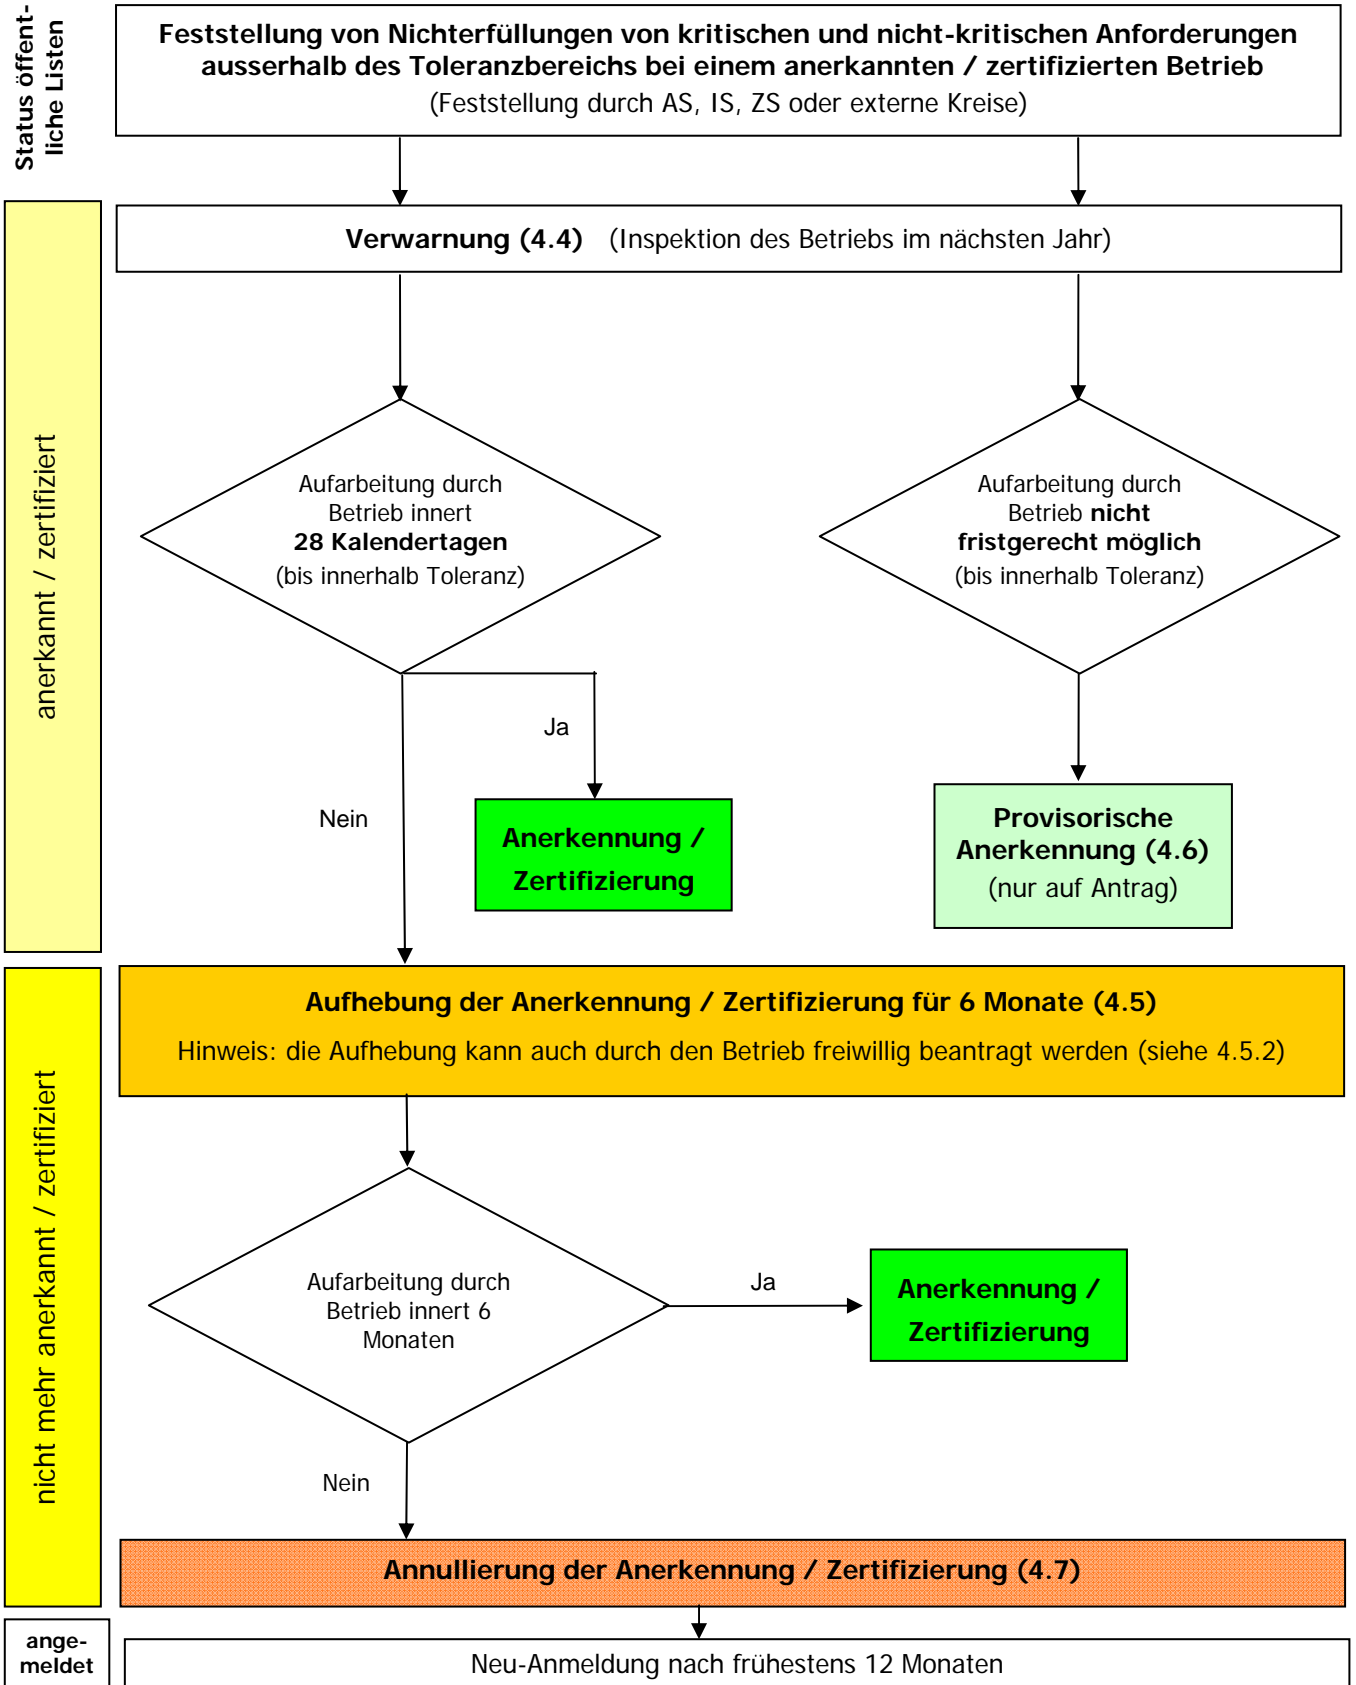 Status öffent-
liche Listen
Feststellung von Nichterfüllungen von kritischen und nicht-kritischen Anforderungen
ausserhalb des Toleranzbereichs bei einem anerkannten / zertifizierten Betrieb
(Feststellung durch AS, IS, ZS oder externe Kreise)
anerkannt / zertifiziert
Verwarnung (4.4) (Inspektion des Betriebs im nächsten Jahr)
Aufarbeitung durch
Betrieb innert
28 Kalendertagen
(bis innerhalb Toleranz)
Aufarbeitung durch
Betrieb nicht
fristgerecht möglich
(bis innerhalb Toleranz)
Ja
Nein
Anerkennung /
Zertifizierung
Provisorische
Anerkennung (4.6)
(nur auf Antrag)
nicht mehr anerkannt / zertifiziert
Aufhebung der Anerkennung / Zertifizierung für 6 Monate (4.5)
Hinweis: die Aufhebung kann auch durch den Betrieb freiwillig beantragt werden (siehe 4.5.2)
Aufarbeitung durch
Betrieb innert 6
Monaten
Ja
Anerkennung /
Zertifizierung
Nein
Annullierung der Anerkennung / Zertifizierung (4.7)
ange-
meldet
Neu-Anmeldung nach frühestens 12 Monaten